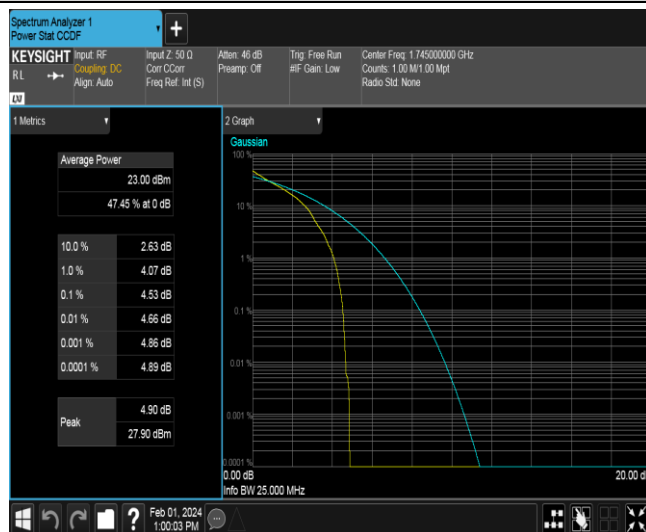 Spectrum Analyzer 1
Power Stat CCDF
KEYSIGHT
RL
LXI
Input: RF
Coupling: DC
Align: Auto
Input Z: 50 Ω
Corr CCorr
Freq Ref: Int (S)
Atten: 46 dB
Preamp: Off
Trig: Free Run
#IF Gain: Low
Center Freq: 1.745000000 GHz
Counts: 1.00 M/1.00 Mpt
Radio Std: None
1 Metrics
Average Power
23.00 dBm
47.45 % at 0 dB
10.0 % 2.63 dB
1.0 % 4.07 dB
0.1 % 4.53 dB
0.01 % 4.66 dB
0.001 % 4.86 dB
0.0001 % 4.89 dB
Peak
4.90 dB
27.90 dBm
2 Graph
Gaussian
100 %
10 %
1 %
0.1 %
0.01 %
0.001 %
0.0001 %
0.00 dB
20.00 d
Info BW 25.000 MHz
?
Feb 01, 2024
1:00:03 PM